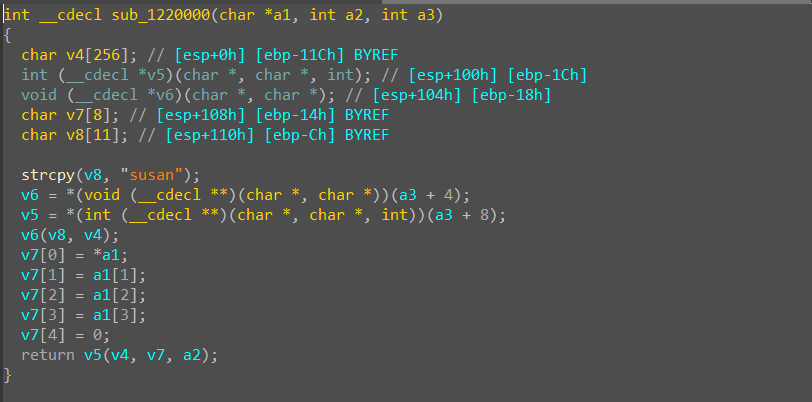 int __cdecl sub_1220000(char *a1, int a2, int a3)
{
  char v4[256]; // [esp+0h] [ebp-11Ch] BYREF
  int (__cdecl *v5)(char *, char *, int); // [esp+100h] [ebp-1Ch]
  void (__cdecl *v6)(char *, char *); // [esp+104h] [ebp-18h]
  char v7[8]; // [esp+108h] [ebp-14h] BYREF
  char v8[11]; // [esp+110h] [ebp-Ch] BYREF

  strcpy(v8, "susan");
  v6 = *(void (__cdecl **)(char *, char *))(a3 + 4);
  v5 = *(int (__cdecl **)(char *, char *, int))(a3 + 8);
  v6(v8, v4);
  v7[0] = *a1;
  v7[1] = a1[1];
  v7[2] = a1[2];
  v7[3] = a1[3];
  v7[4] = 0;
  return v5(v4, v7, a2);
}